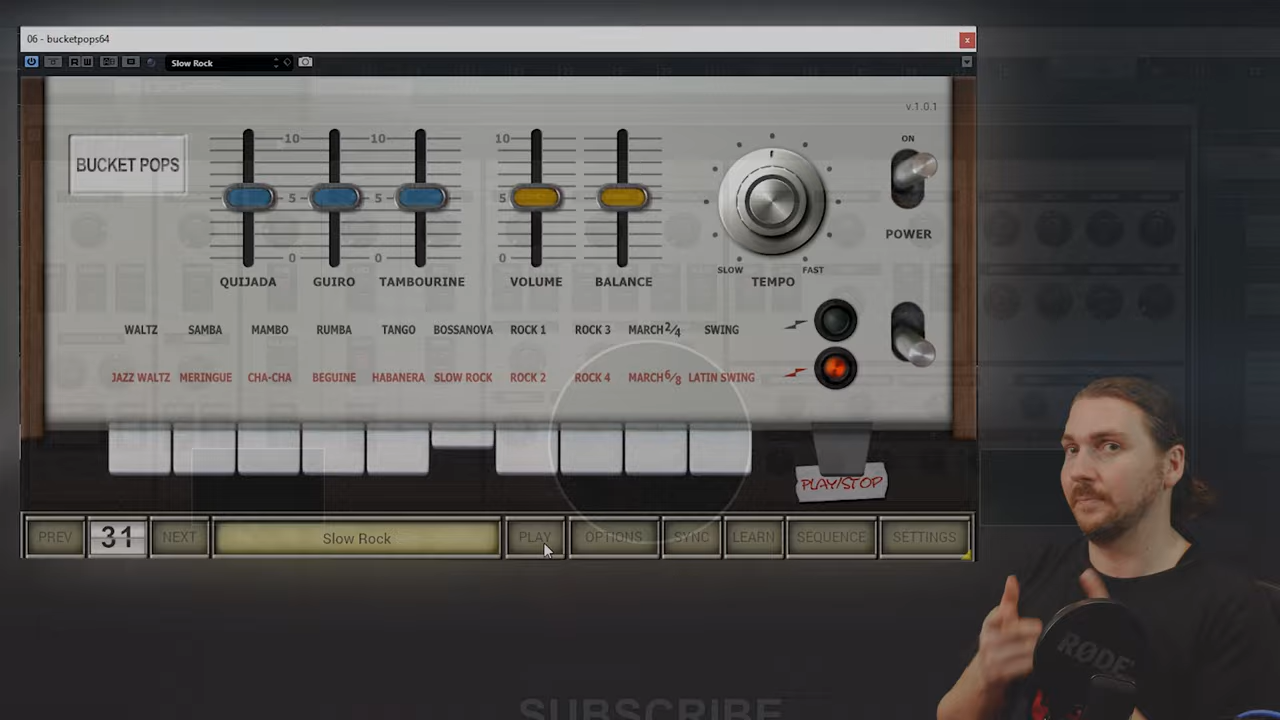 06 - bucketpops64
R W
Slow Rock
v.1.0.1
BUCKET POPS
10 10 10
5 5 5
0 0 0
QUIJADA GUIRO TAMBOURINE VOLUME BALANCE
SLOW FAST
TEMPO
ON
POWER
WALTZ SAMBA MAMBO RUMBA TANGO BOSSANOVA ROCK 1 ROCK 3 MARCH 2/4 SWING
JAZZ WALTZ MERINGUE CHA-CHA BEGUINE HABANERA SLOW ROCK ROCK 2 ROCK 4 MARCH 6/8 LATIN SWING
PLAY/STOP
PREV 31 NEXT Slow Rock PLAY OPTIONS SYNC LEARN SEQUENCE SETTINGS
RØDE
SUBSCRIBE